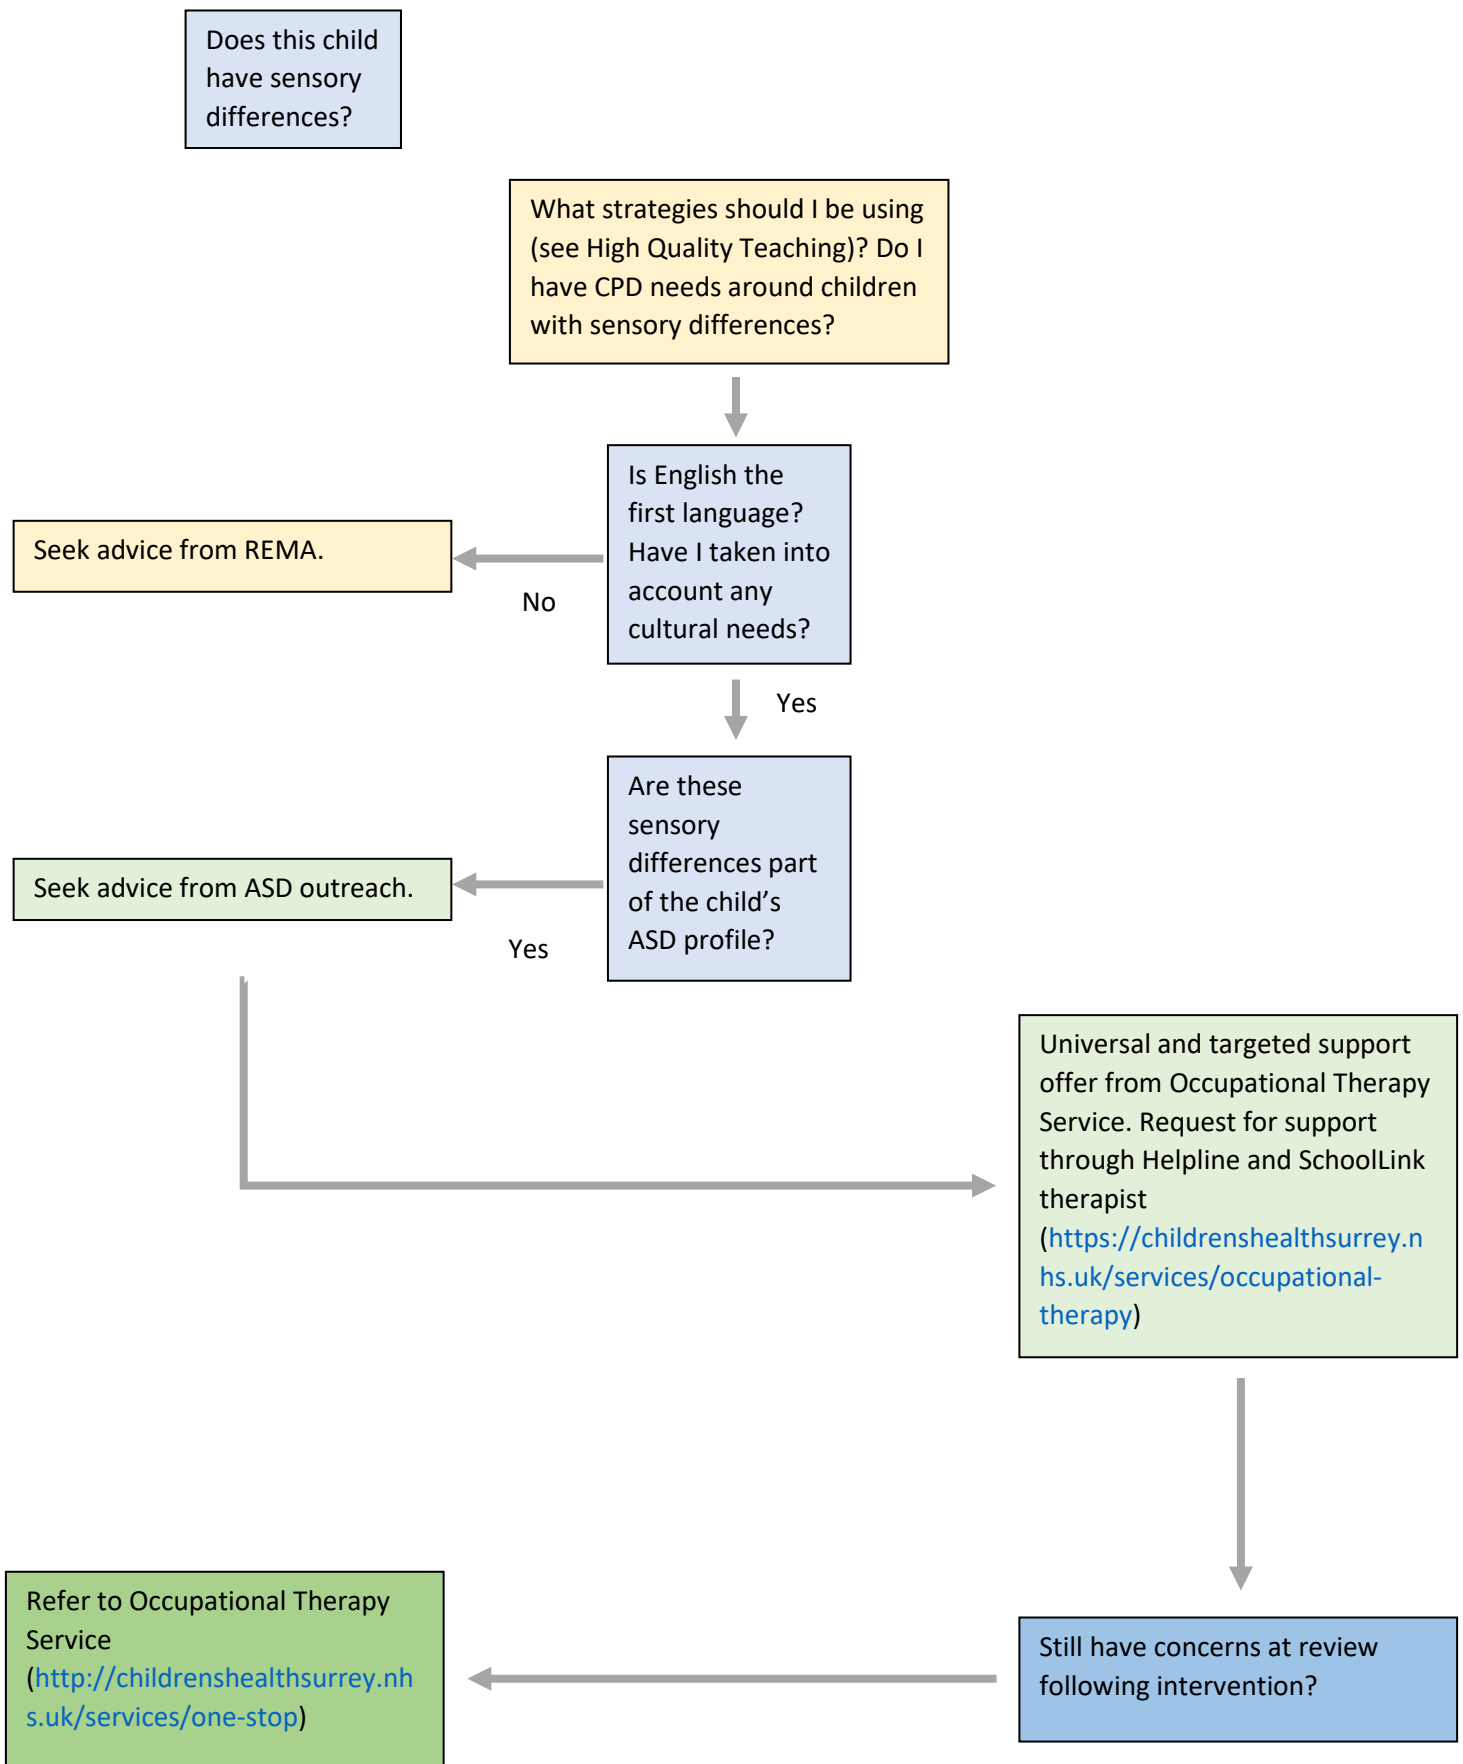 Does this child
have sensory
differences?
What strategies should I be using
(see High Quality Teaching)? Do I
have CPD needs around children
with sensory differences?
Is English the
first language?
Have I taken into
account any
cultural needs?
Seek advice from REMA.
No
Yes
Are these
sensory
differences part
of the child’s
ASD profile?
Seek advice from ASD outreach.
Yes
Universal and targeted support
offer from Occupational Therapy
Service. Request for support
through Helpline and SchoolLink
therapist
(https://childrenshealthsurrey.n
hs.uk/services/occupational-
therapy)
Still have concerns at review
following intervention?
Refer to Occupational Therapy
Service
(http://childrenshealthsurrey.nh
s.uk/services/one-stop)